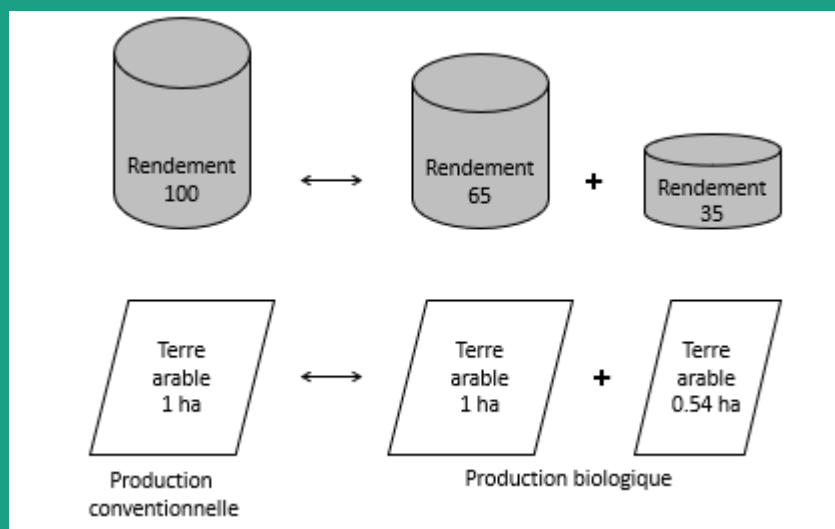 Rendement
100
Rendement
65
+
Rendement
35
Terre
arable
1 ha
Terre
arable
1 ha
+
Terre
arable
0.54 ha
Production
conventionnelle
Production biologique